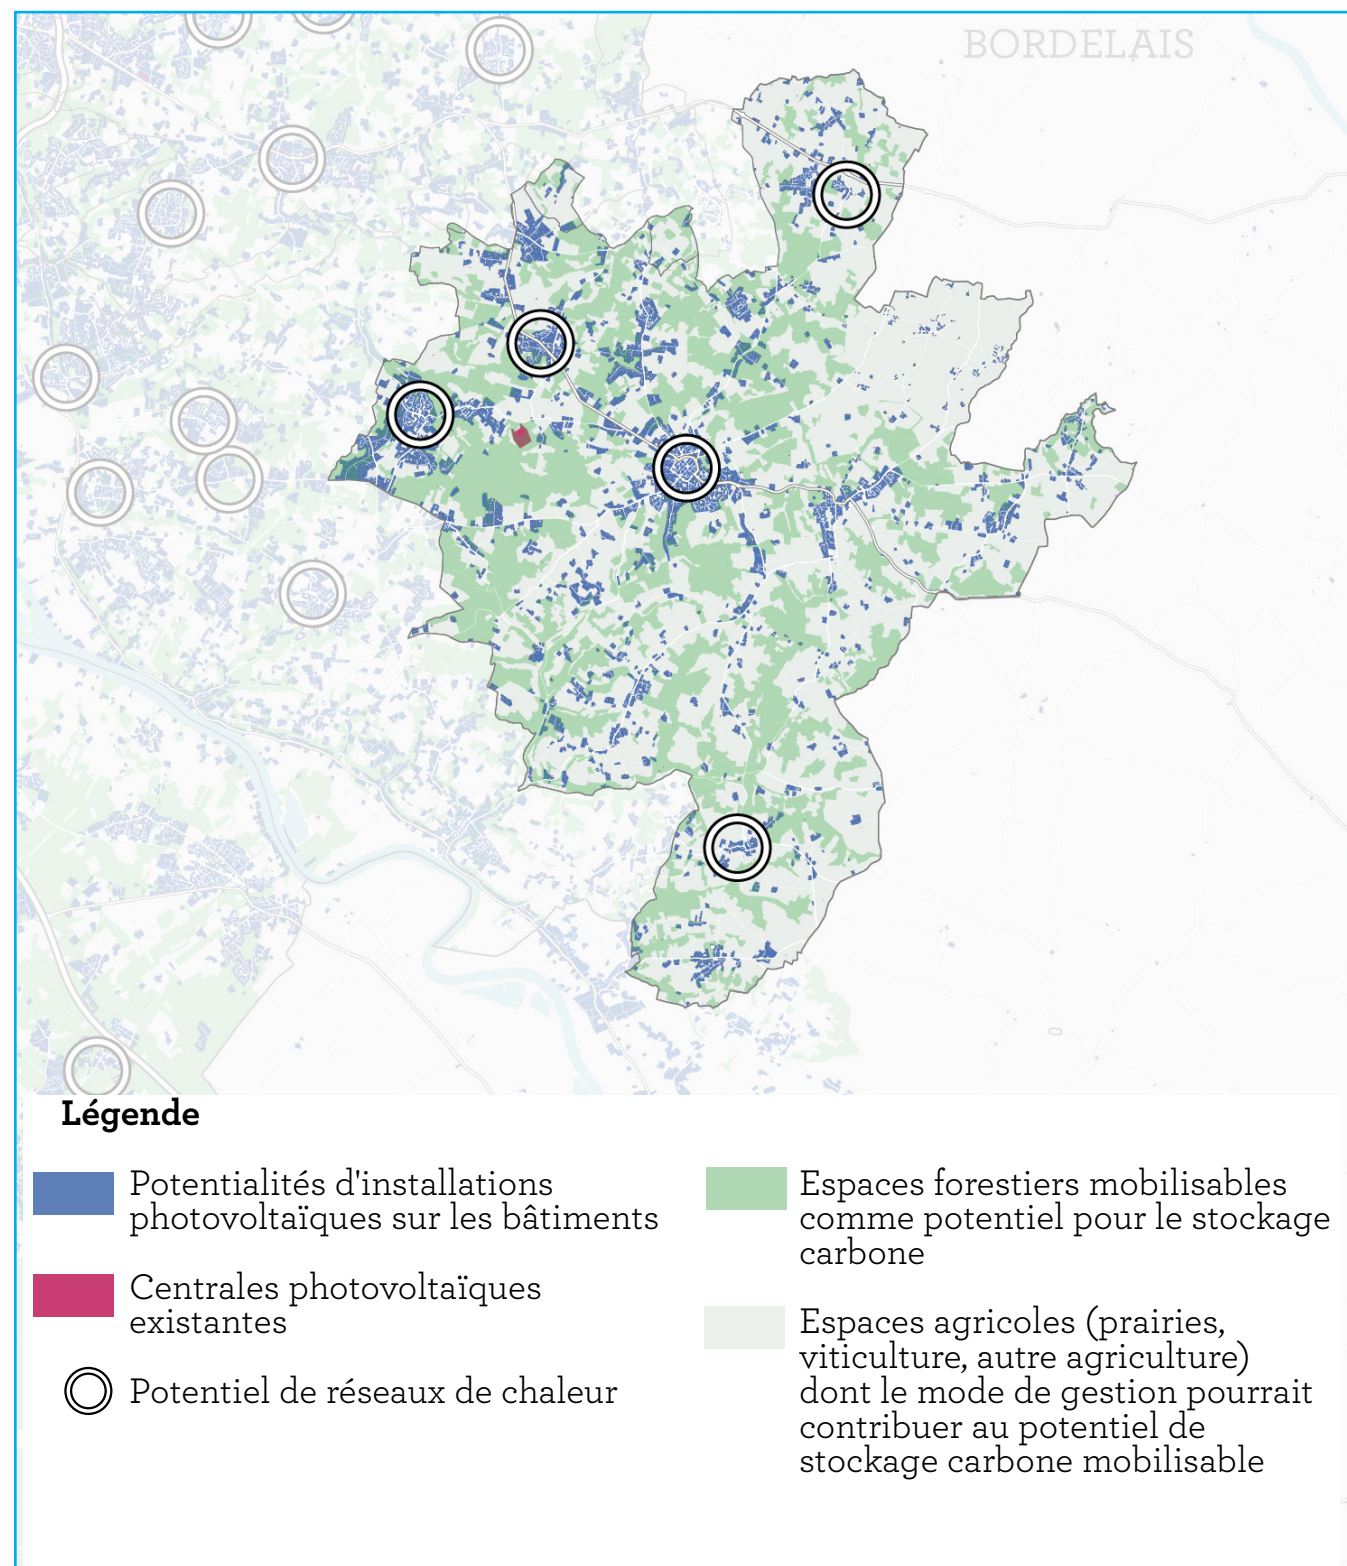 BORDELAIS
Légende
Potentialités d'installations
photovoltaïques sur les bâtiments
Centrales photovoltaïques
existantes
Potentiel de réseaux de chaleur
Espaces forestiers mobilisables
comme potentiel pour le stockage
carbone
Espaces agricoles (prairies,
viticulture, autre agriculture)
dont le mode de gestion pourrait
contribuer au potentiel de
stockage carbone mobilisable